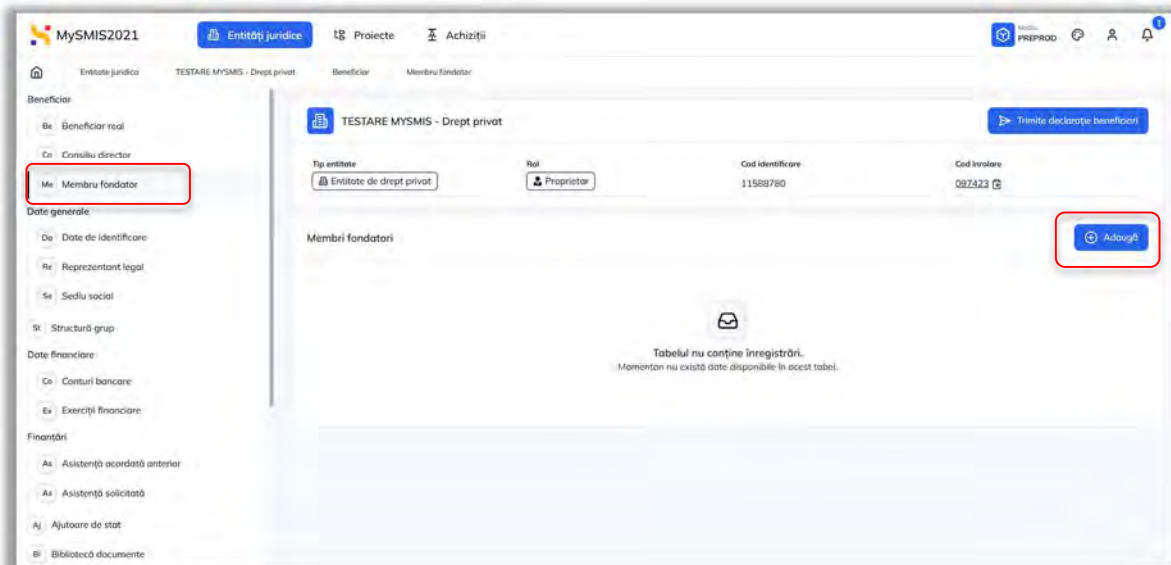 MySMIS2021
Entități juridice
Proiecte
Achiziții
Mediu
PREPROD
1
Entitate juridica
TESTARE MYSMIS - Drept privat
Beneficiar
Membru fondator
Beneficiar
Be Beneficiar real
Co Consiliu director
Me Membru fondator
Date generale
Da Date de identificare
Re Reprezentant legal
Se Sediu social
St Structură grup
Date financiare
Co Conturi bancare
Ex Exerciții financiare
Finanțări
As Asistență acordată anterior
As Asistență solicitată
Aj Ajutoare de stat
Bi Bibliotecă documente
TESTARE MYSMIS - Drept privat
Trimite declarație beneficiari
Tip entitate
Rol
Cod identificare
Cod înrolare
Entitate de drept privat
Proprietar
11588780
097423
Membri fondatori
Adaugă
Tabelul nu conține înregistrări.
Momentan nu există date disponibile în acest tabel.